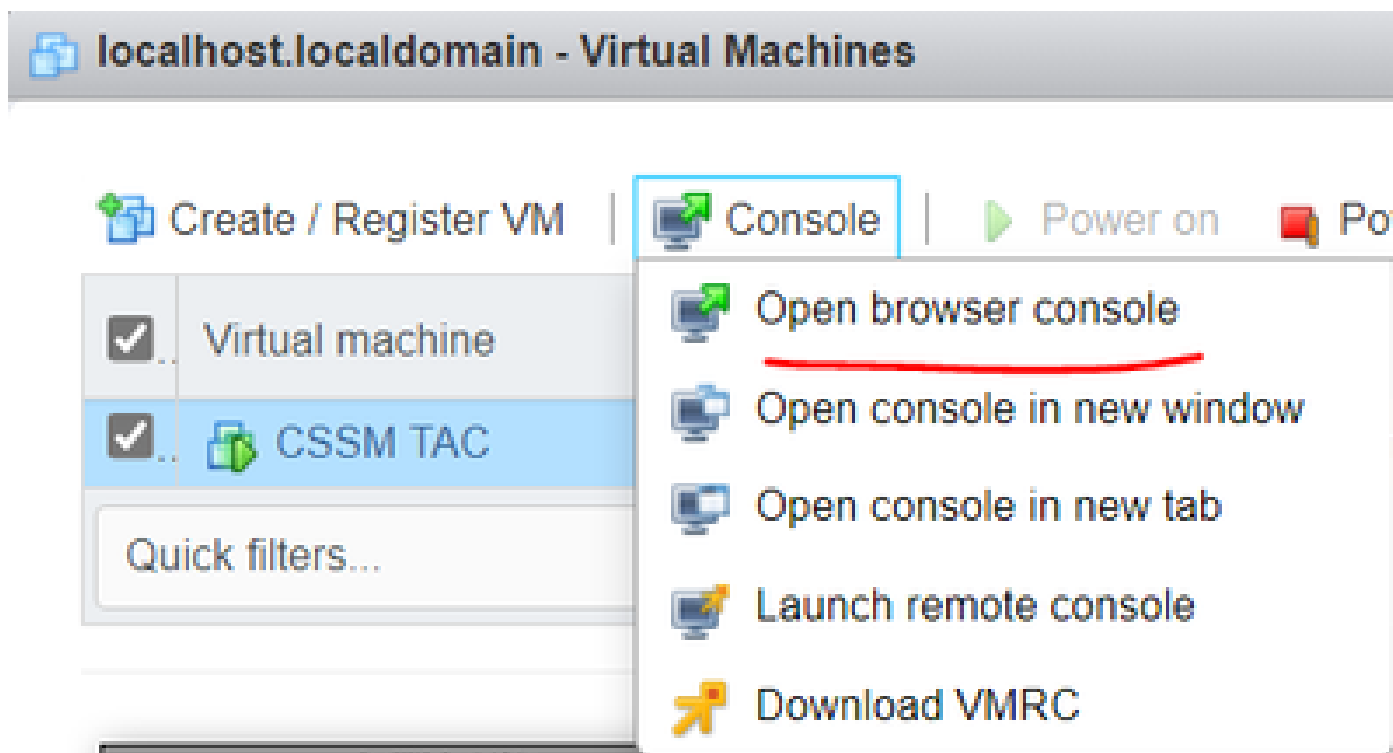 localhost.localdomain - Virtual Machines
Create / Register VM | Console | Power on Po
Open browser console
Virtual machine
Open console in new window
CSSM TAC
Open console in new tab
Quick filters...
Launch remote console
Download VMRC